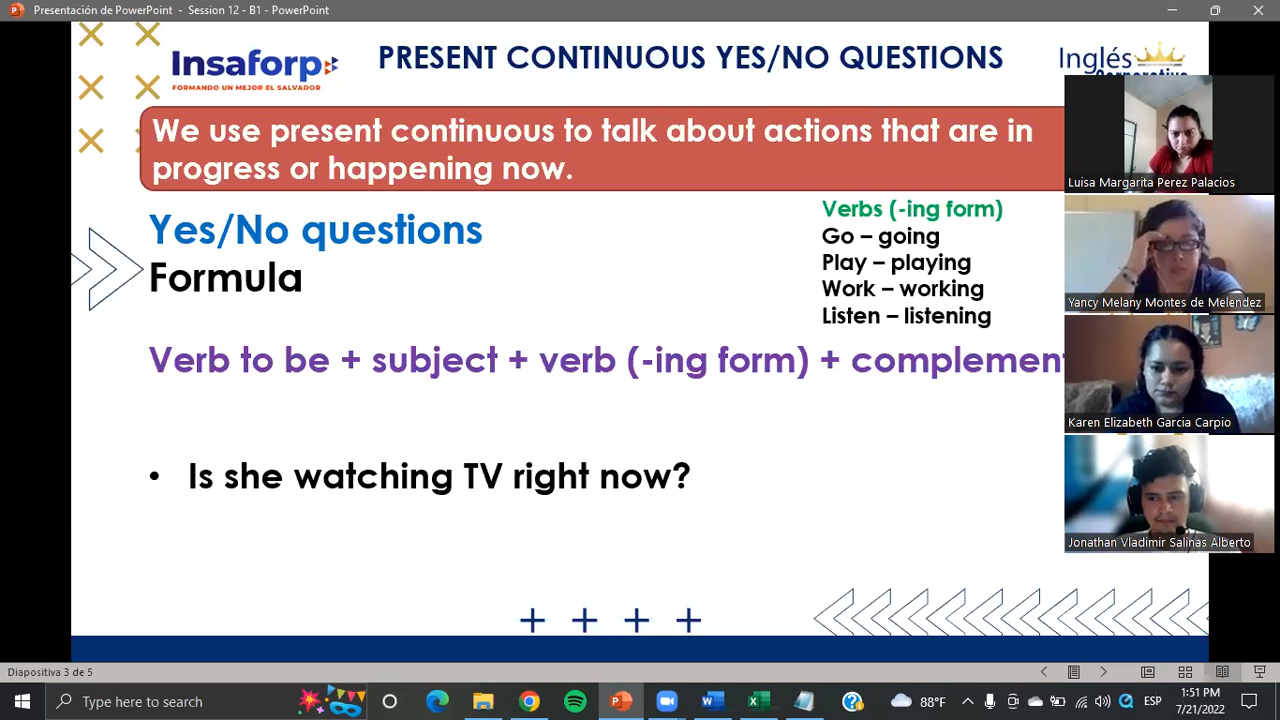 Presentación de PowerPoint - Session 12 - B1 - PowerPoint
Insaforp
FORMANDO UN MEJOR EL SALVADOR
PRESENT CONTINUOUS YES/NO QUESTIONS
Inglés
Corporativo
We use present continuous to talk about actions that are in
progress or happening now.
Yes/No questions
Formula
Verbs (-ing form)
Go – going
Play – playing
Work – working
Listen – listening
Verb to be + subject + verb (-ing form) + complement
• Is she watching TV right now?
Luisa Margarita Perez Palacios
Yancy Melany Montes de Melendez
Karen Elizabeth Garcia Carpio
Jonathan Vladimir Salinas Alberto
Diapositiva 3 de 5
Type here to search
88°F
ESP
1:51 PM
7/21/2022